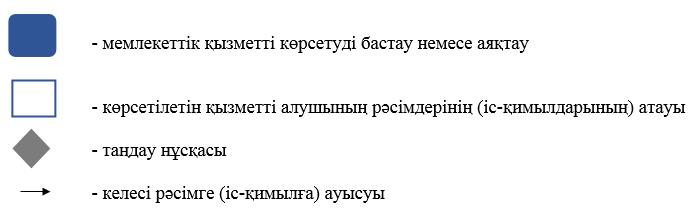 - мемлекеттік қызметті көрсетуді бастау немесе аяқтау
- көрсетілетін қызметті алушының рәсімдерінің (іс-қимылдарының) атауы
- таңдау нұсқасы
- келесі рәсімге (іс-қимылға) ауысуы